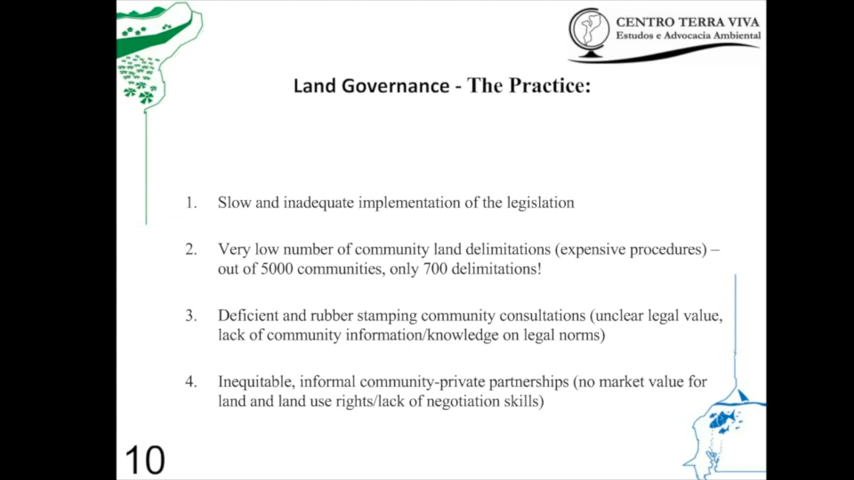 CENTRO TERRA VIVA
Estudos e Advocacia Ambiental
Land Governance - The Practice:
1. Slow and inadequate implementation of the legislation
2. Very low number of community land delimitations (expensive procedures) –
out of 5000 communities, only 700 delimitations!
3. Deficient and rubber stamping community consultations (unclear legal value,
lack of community information/knowledge on legal norms)
4. Inequitable, informal community-private partnerships (no market value for
land and land use rights/lack of negotiation skills)
10